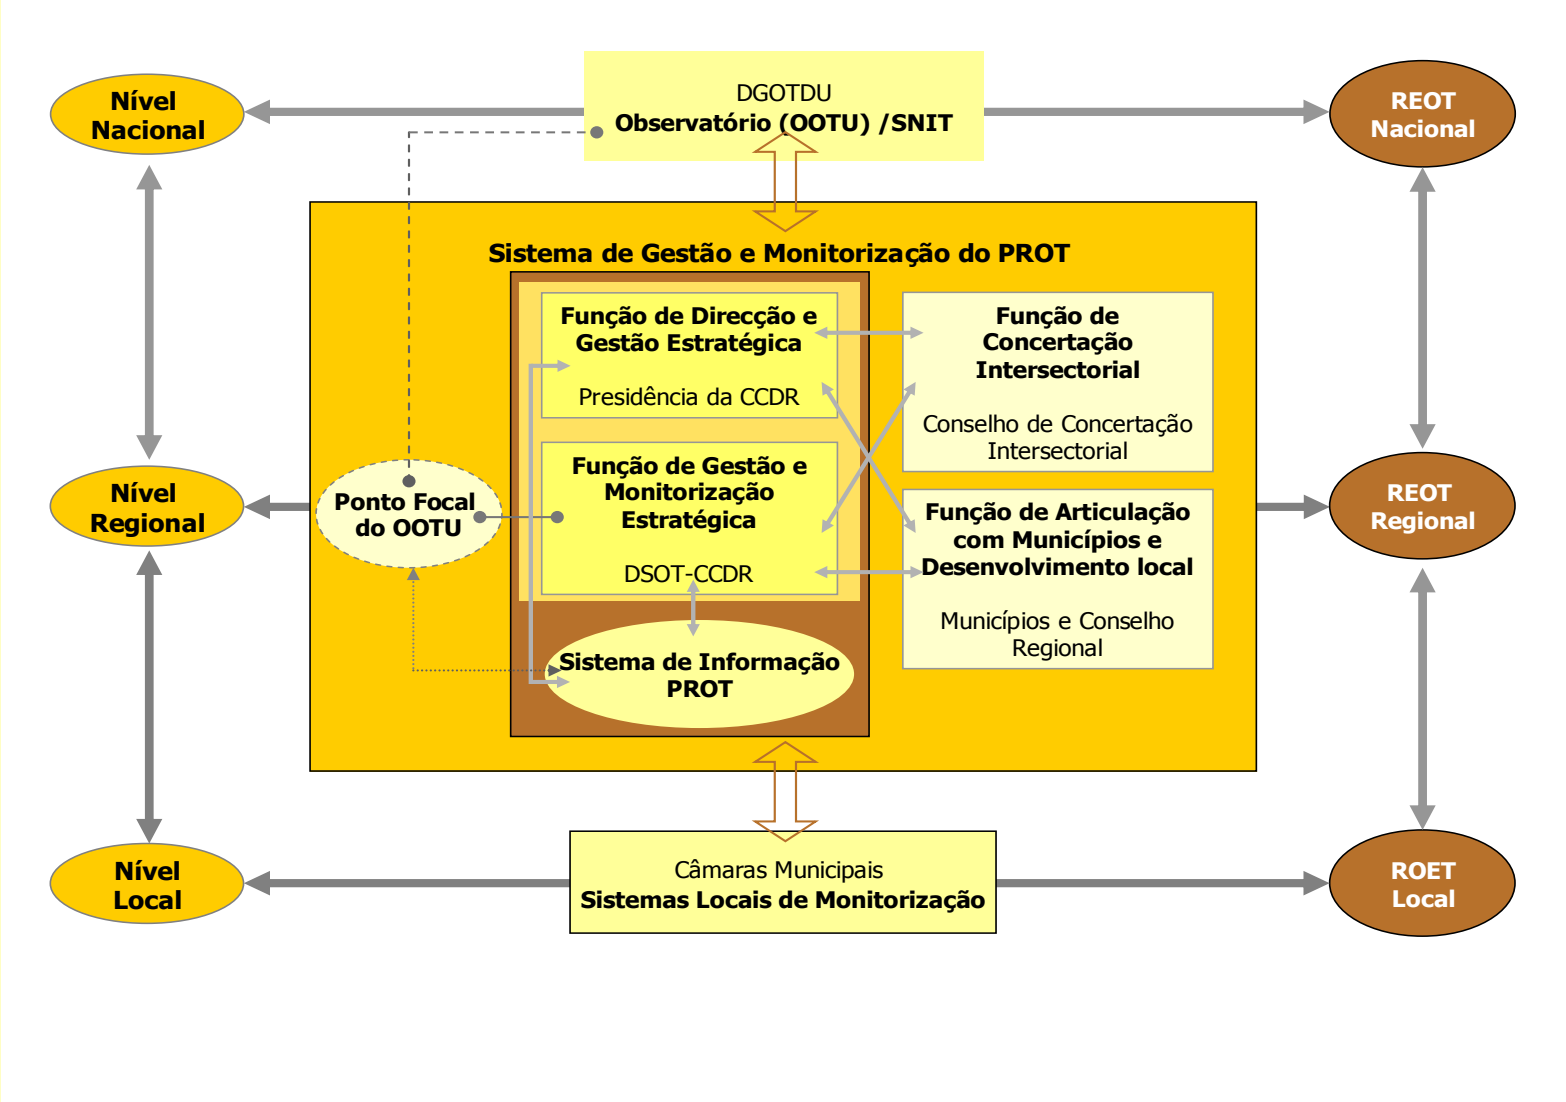 Nível
Nacional
DGOTDU
Observatório (OOTU) /SNIT
REOT
Nacional
Sistema de Gestão e Monitorização do PROT
Função de Direcção e
Gestão Estratégica
Presidência da CCDR
Função de
Concertação
Intersectorial
Conselho de Concertação
Intersectorial
Nível
Regional
Ponto Focal
do OOTU
Função de Gestão e
Monitorização
Estratégica
DSOT-CCDR
Função de Articulação
com Municípios e
Desenvolvimento local
Municípios e Conselho
Regional
REOT
Regional
Sistema de Informação
PROT
Nível
Local
Câmaras Municipais
Sistemas Locais de Monitorização
ROET
Local